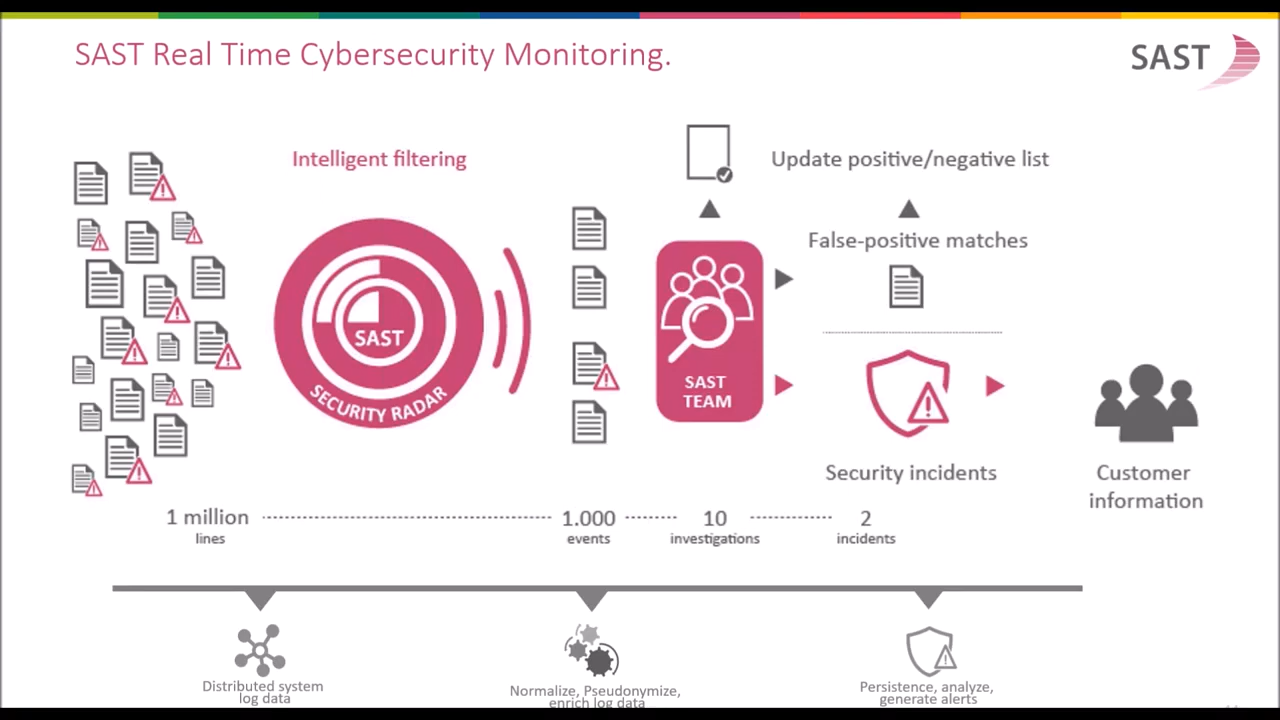 SAST Real Time Cybersecurity Monitoring.
SAST
Intelligent filtering
Update positive/negative list
False-positive matches
SAST
SECURITY RADAR
SAST
TEAM
Security incidents
Customer
information
1 million
lines
1.000
events
10
investigations
2
incidents
Distributed system
log data
Normalize, Pseudonymize,
enrich log data
Persistence, analyze,
generate alerts